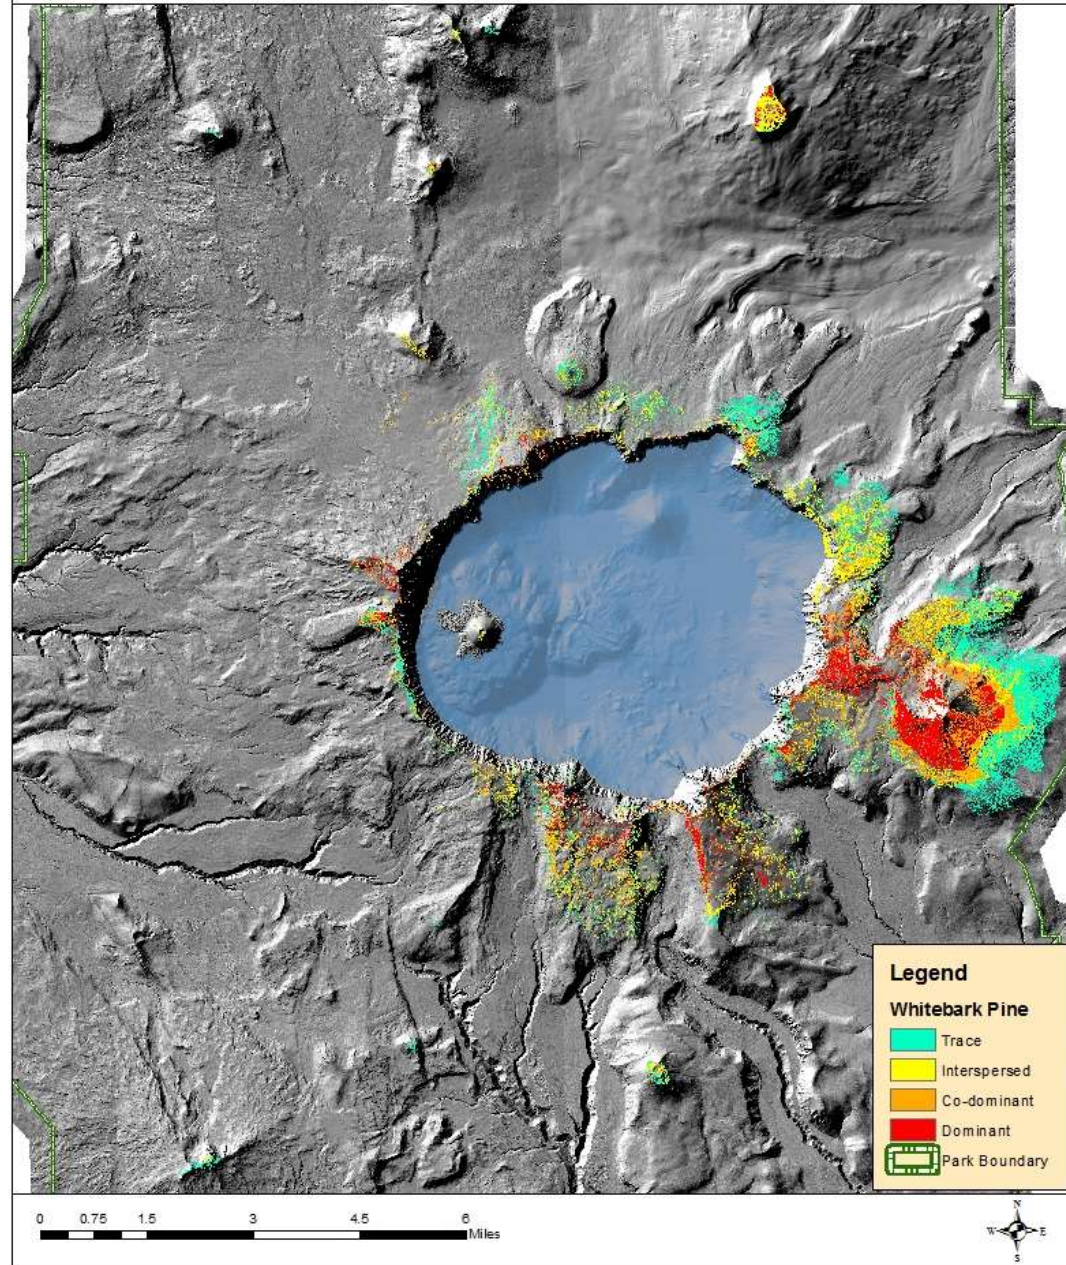 Legend
Whitebark Pine
Trace
Interspersed
Co-dominant
Dominant
Park Boundary
0 0.75 1.5 3 4.5 6
Miles
N
W E
S